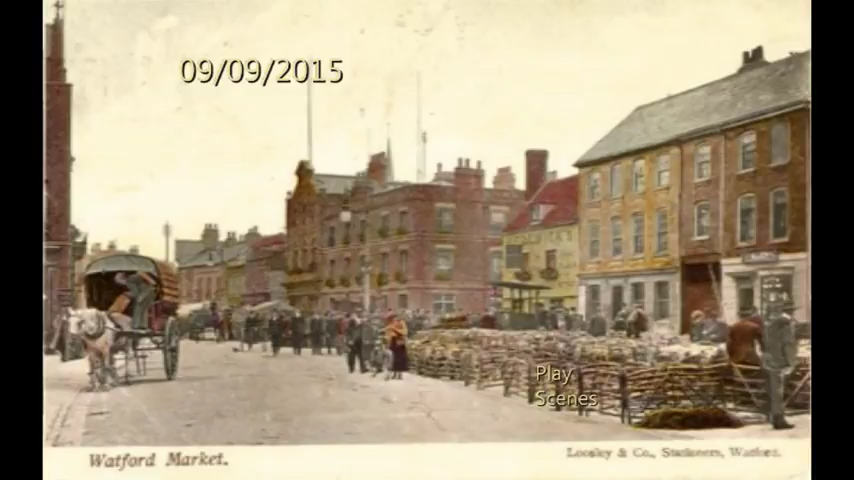 09/09/2015
Play
Scenes
Watford Market.
Loosley & Co., Stationers, Watford.